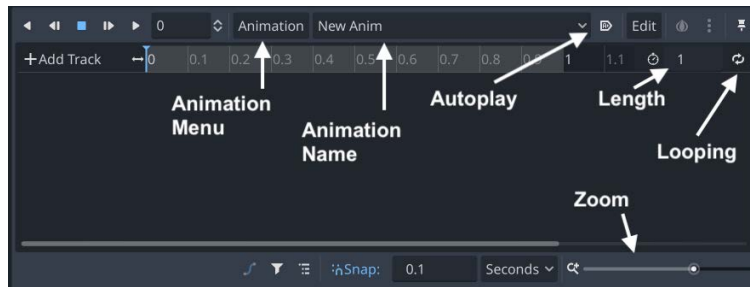 0 Animation New Anim Edit
Add Track 0 0.1 0.2 0.3 0.4 0.5 0.6 0.7 0.8 0.9 1 1.1 1
Animation Menu
Animation Name
Autoplay
Length
Looping
Zoom
Snap: 0.1 Seconds